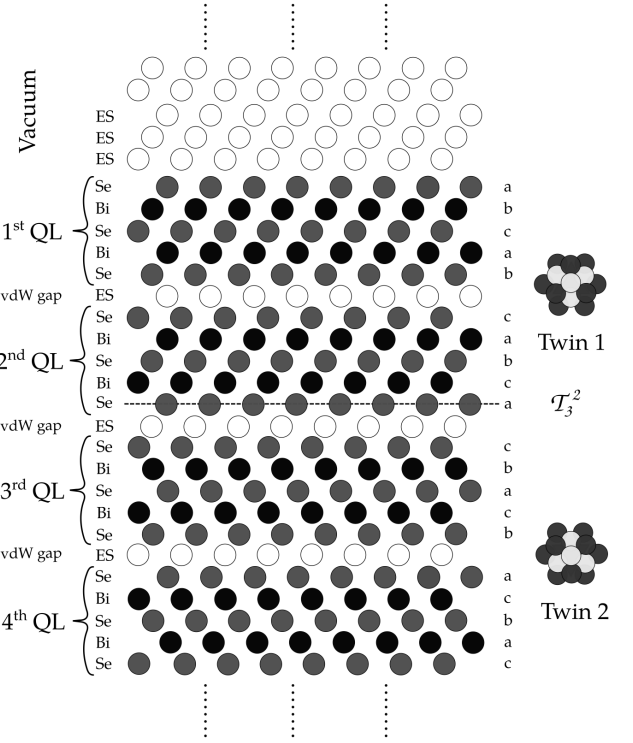 Vacuum
ES
ES
ES
Se a
Bi b
1st QL Se c
Bi a
Se b
vdW gap ES
Se c
Bi a
Twin 1
2nd QL Se b
Bi c
Se a 𝒯₃²
vdW gap ES
Se c
Bi b
3rd QL Se a
Bi c
Se b
vdW gap ES
Se a
Bi c
Twin 2
4th QL Se b
Bi a
Se c